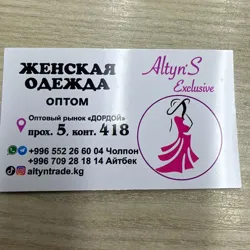 ЖЕНСКАЯ
ОДЕЖДА
ОПТОМ
Оптовый рынок «ДОРДОЙ»
прох. 5, конт. 418
+996 552 26 60 04 Чолпон
+996 709 28 18 14 Айтбек
altyntrade.kg
Altyn'S
Exclusive